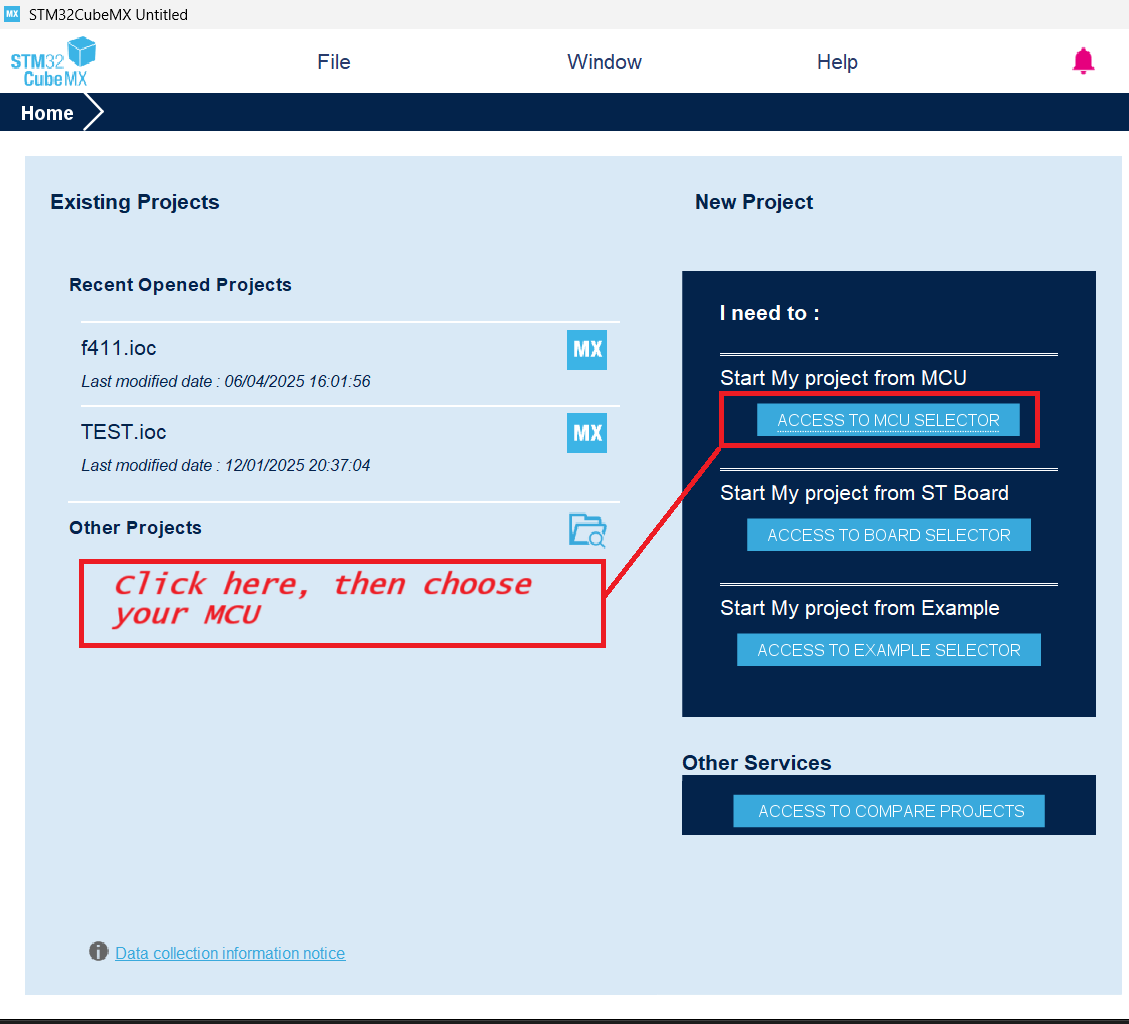 MX STM32CubeMX Untitled
STM32
CubeMX
File
Window
Help
Home
Existing Projects
Recent Opened Projects
f411.ioc
MX
Last modified date : 06/04/2025 16:01:56
TEST.ioc
MX
Last modified date : 12/01/2025 20:37:04
Other Projects
Click here, then choose
your MCU
New Project
I need to :
Start My project from MCU
ACCESS TO MCU SELECTOR
Start My project from ST Board
ACCESS TO BOARD SELECTOR
Start My project from Example
ACCESS TO EXAMPLE SELECTOR
Other Services
ACCESS TO COMPARE PROJECTS
i Data collection information notice